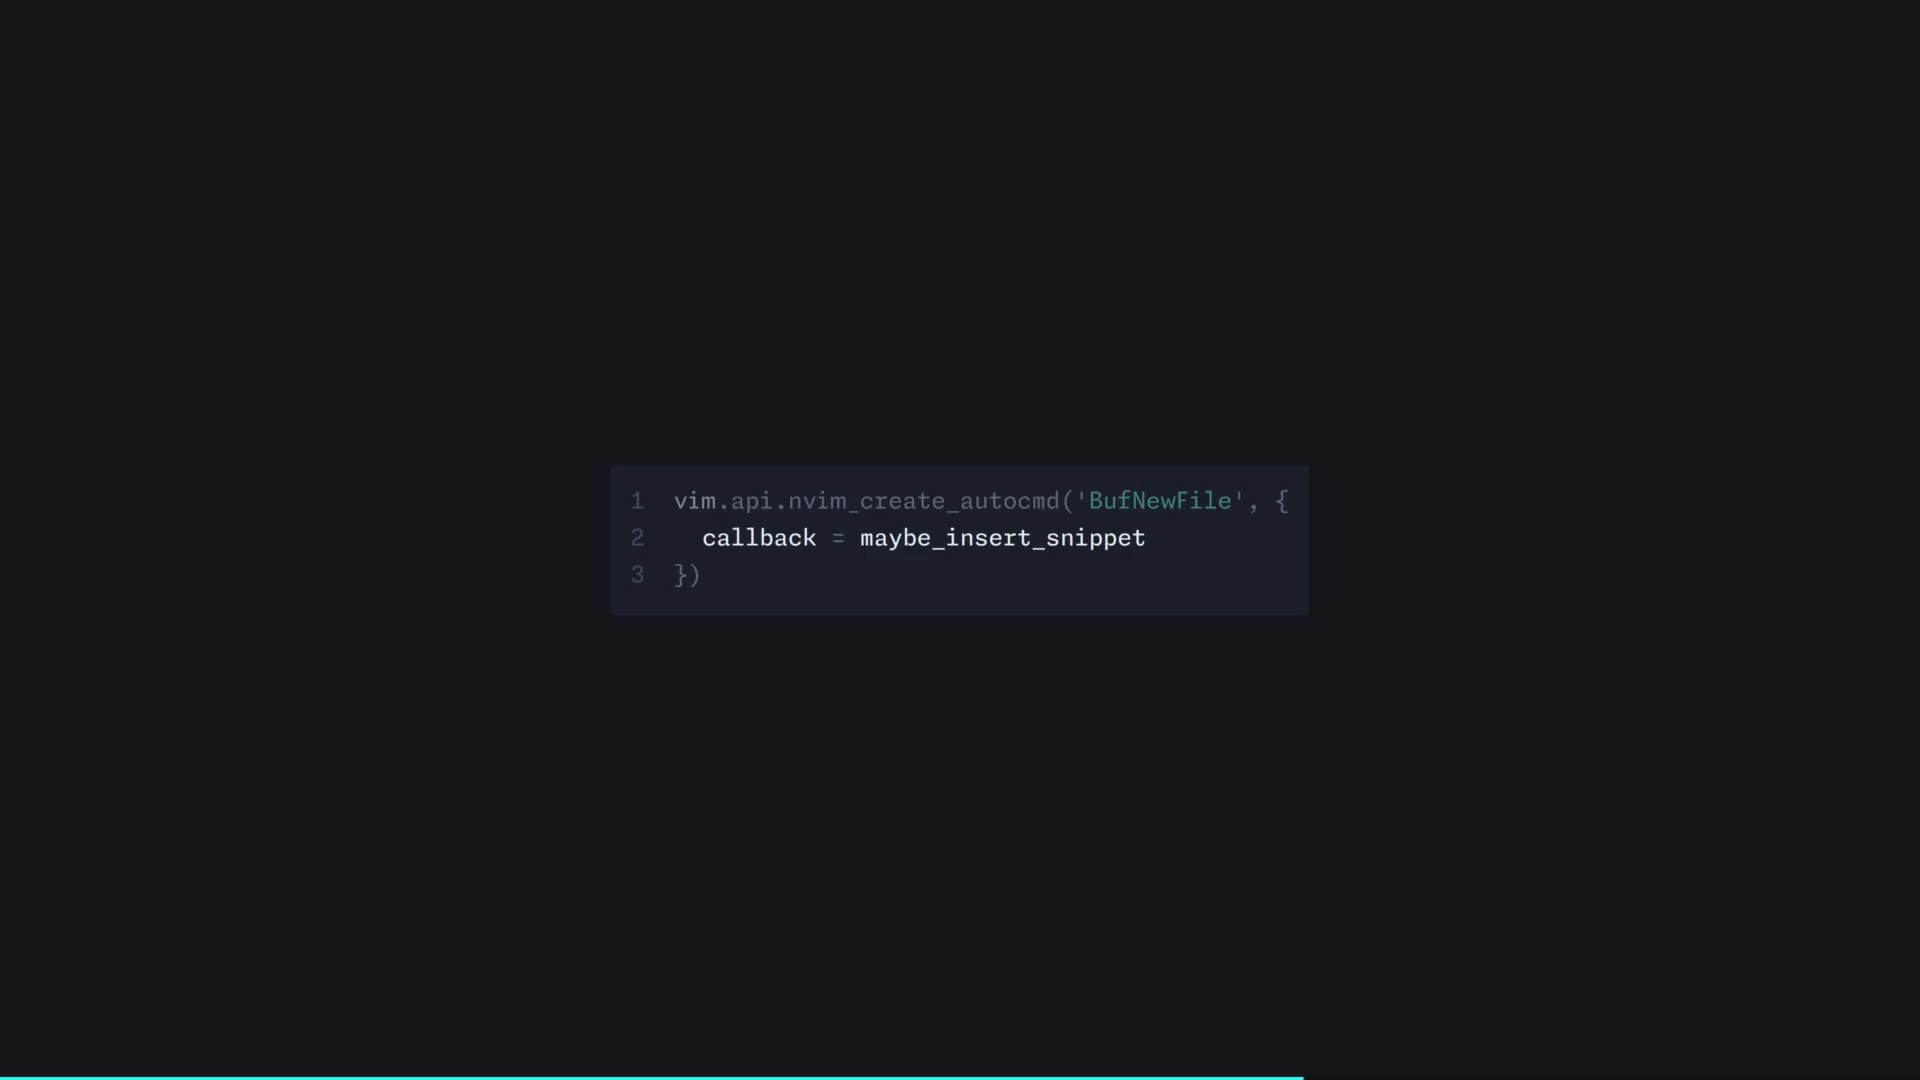 1 vim.api.nvim_create_autocmd('BufNewFile', {
2 callback = maybe_insert_snippet
3 })